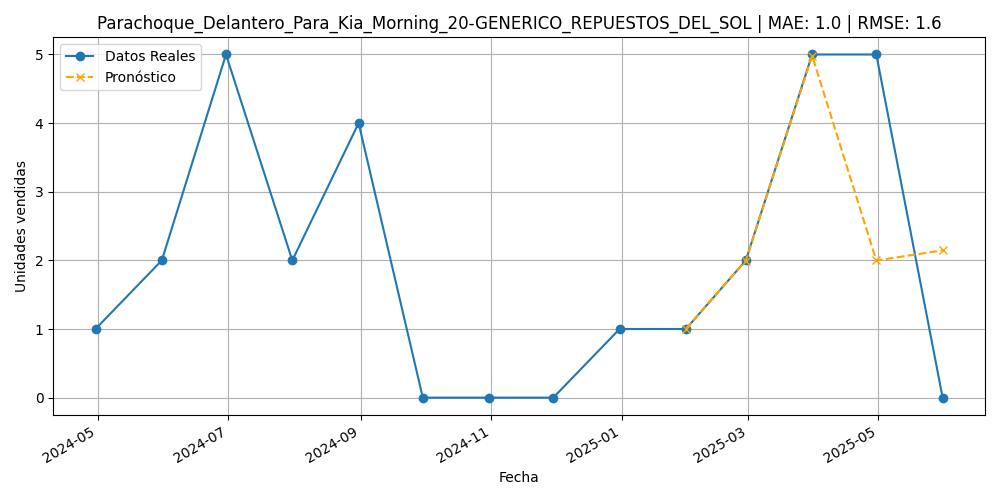 Parachoque_Delantero_Para_Kia_Morning_20-GENERICO_REPUESTOS_DEL_SOL | MAE: 1.0 | RMSE: 1.6
Datos Reales
Pronóstico
Unidades vendidas
5
4
3
2
1
0
2024-05
2024-07
2024-09
2024-11
2025-01
2025-03
2025-05
Fecha